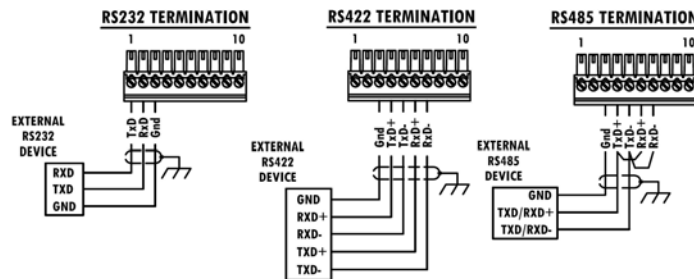 RS232 TERMINATION
1 10
TxD
RxD
Gnd
EXTERNAL
RS232
DEVICE
RXD
TXD
GND
RS422 TERMINATION
1 10
Gnd
TxD+
TxD-
RxD+
RxD-
EXTERNAL
RS422
DEVICE
GND
RXD+
RXD-
TXD+
TXD-
RS485 TERMINATION
1 10
Gnd
TxD+
TxD-
RxD+
RxD-
EXTERNAL
RS485
DEVICE
GND
TXD/RXD+
TXD/RXD-